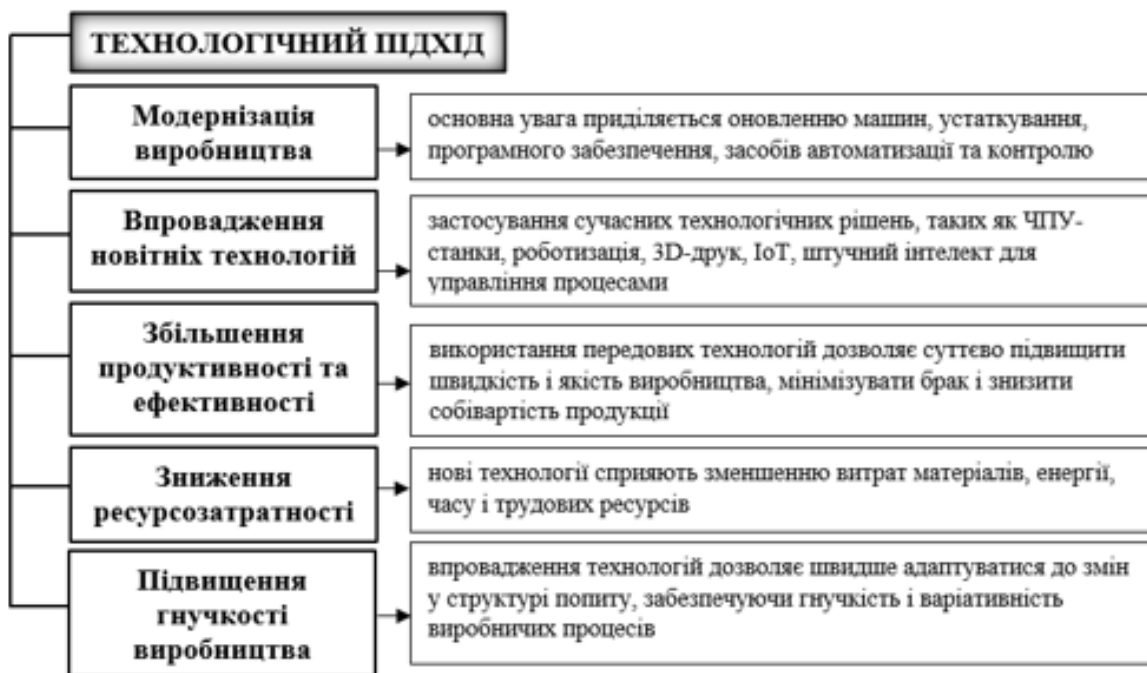 ТЕХНОЛОГІЧНИЙ ПІДХІД
Модернізація
виробництва
основна увага приділяється оновленню машин, устаткування,
програмного забезпечення, засобів автоматизації та контролю
Впровадження
новітніх технологій
застосування сучасних технологічних рішень, таких як ЧПУ-
станки, роботизація, 3D-друк, IoT, штучний інтелект для
управління процесами
Збільшення
продуктивності та
ефективності
використання передових технологій дозволяє суттєво підвищити
швидкість і якість виробництва, мінімізувати брак і знизити
собівартість продукції
Зниження
ресурсозатратності
нові технології сприяють зменшенню витрат матеріалів, енергії,
часу і трудових ресурсів
Підвищення
гнучкості
виробництва
впровадження технологій дозволяє швидше адаптуватися до змін
у структурі попиту, забезпечуючи гнучкість і варіативність
виробничих процесів